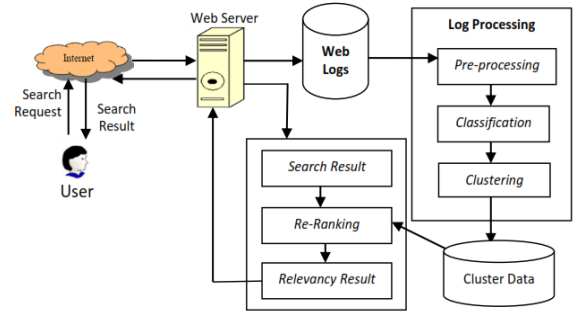 Web Server
Log Processing
Internet
Web
Logs
Pre-processing
Search
Request
Search
Result
Classification
User
Search Result
Clustering
Re-Ranking
Relevancy Result
Cluster Data